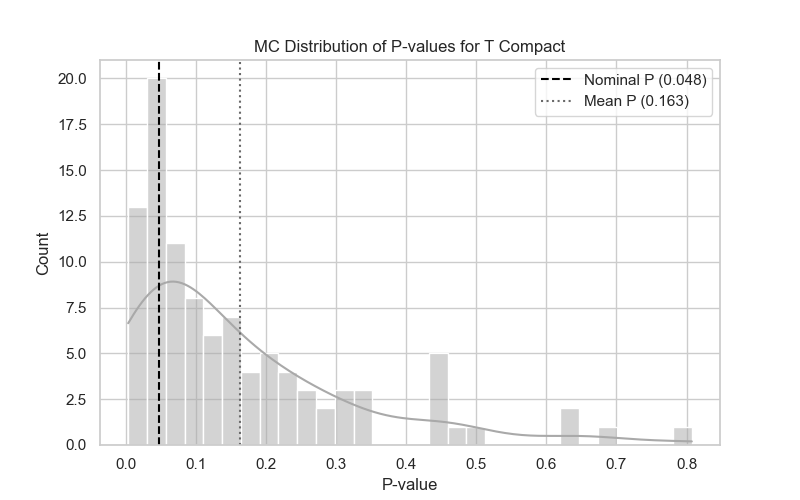 MC Distribution of P-values for T Compact
Nominal P (0.048)
Mean P (0.163)
Count
20.0
17.5
15.0
12.5
10.0
7.5
5.0
2.5
0.0
0.0 0.1 0.2 0.3 0.4 0.5 0.6 0.7 0.8
P-value